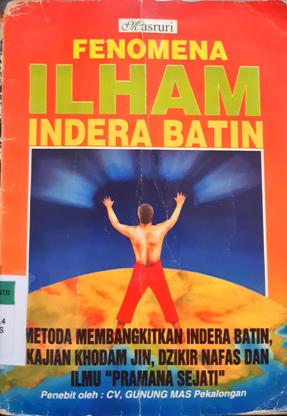 Masruri
FENOMENA
ILHAM
INDERA BATIN
METODA MEMBANGKITKAN INDERA BATIN,
KAJIAN KHODAM JIN, DZIKIR NAFAS DAN
ILMU "PRAMANA SEJATI"
Penebit oleh : CV, GUNUNG MAS Pekalongan